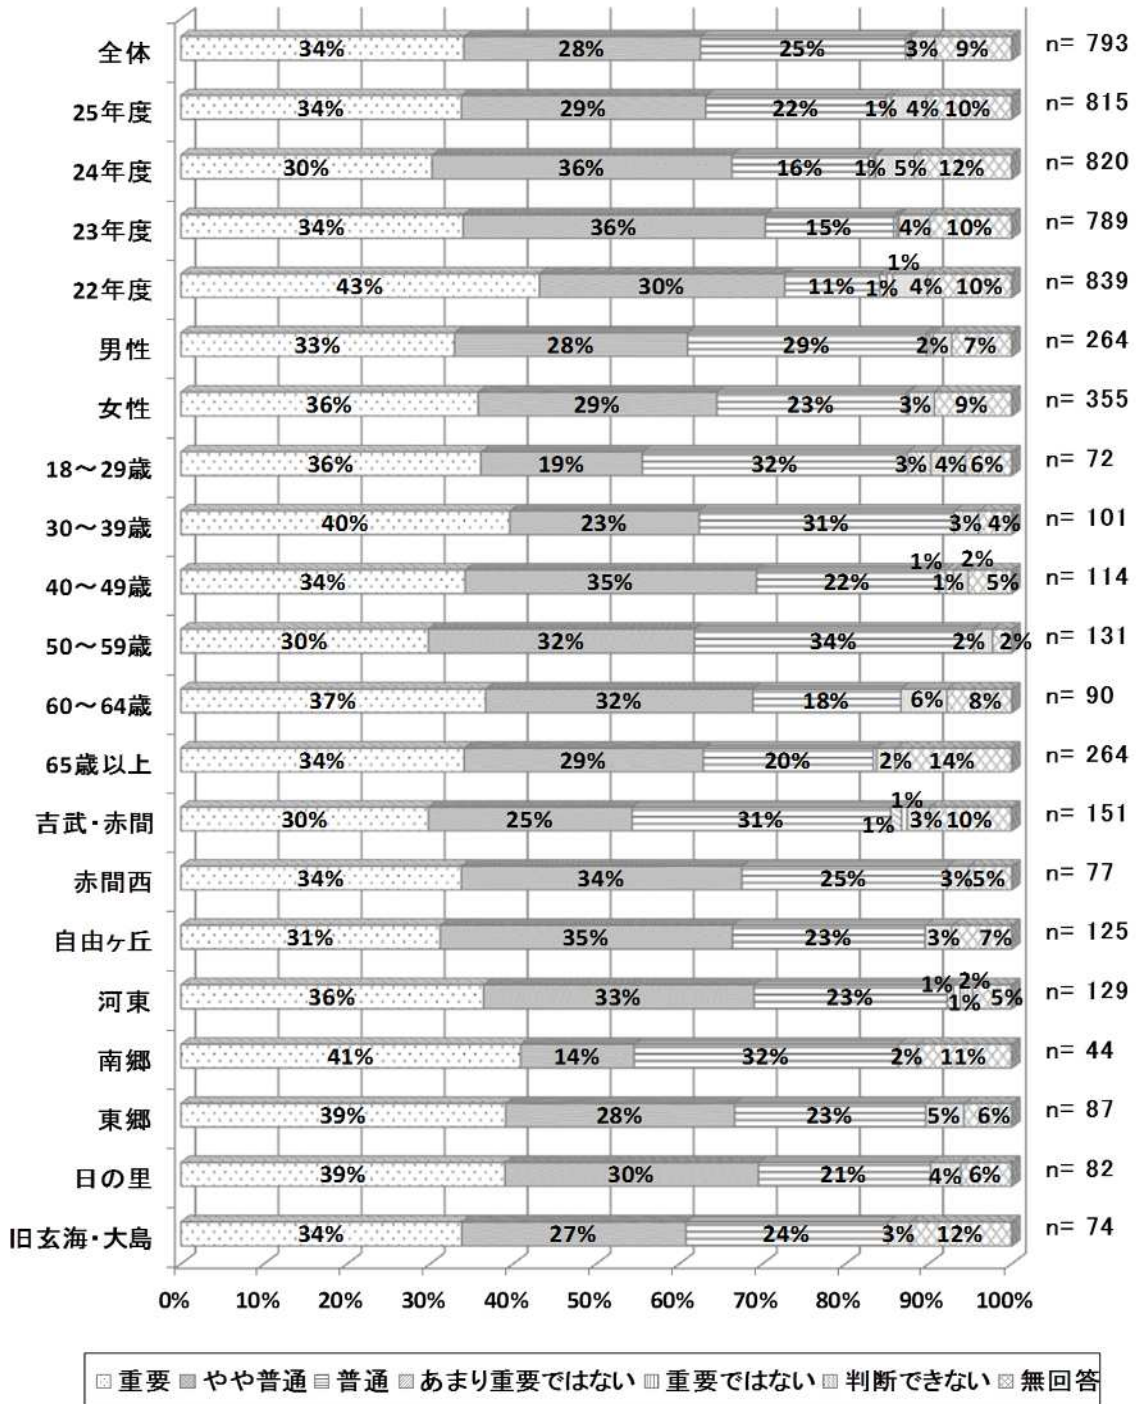 全体 34% 28% 25% 3% 9% n= 793
25年度 34% 29% 22% 1% 4% 10% n= 815
24年度 30% 36% 16% 1% 5% 12% n= 820
23年度 34% 36% 15% 4% 10% n= 789
1%
22年度 43% 30% 11% 1% 4% 10% n= 839
男性 33% 28% 29% 2% 7% n= 264
女性 36% 29% 23% 3% 9% n= 355
18～29歳 36% 19% 32% 3% 4% 6% n= 72
30～39歳 40% 23% 31% 3% 4% n= 101
1% 2%
40～49歳 34% 35% 22% 1% 5% n= 114
50～59歳 30% 32% 34% 2% 2% n= 131
60～64歳 37% 32% 18% 6% 8% n= 90
65歳以上 34% 29% 20% 2% 14% n= 264
1%
吉武・赤間 30% 25% 31% 1% 3% 10% n= 151
赤間西 34% 34% 25% 3% 5% n= 77
自由ヶ丘 31% 35% 23% 3% 7% n= 125
1% 2%
河東 36% 33% 23% 1% 5% n= 129
南郷 41% 14% 32% 2% 11% n= 44
東郷 39% 28% 23% 5% 6% n= 87
日の里 39% 30% 21% 4% 6% n= 82
旧玄海・大島 34% 27% 24% 3% 12% n= 74
0% 10% 20% 30% 40% 50% 60% 70% 80% 90% 100%
重要 やや普通 普通 あまり重要ではない 重要ではない 判断できない 無回答